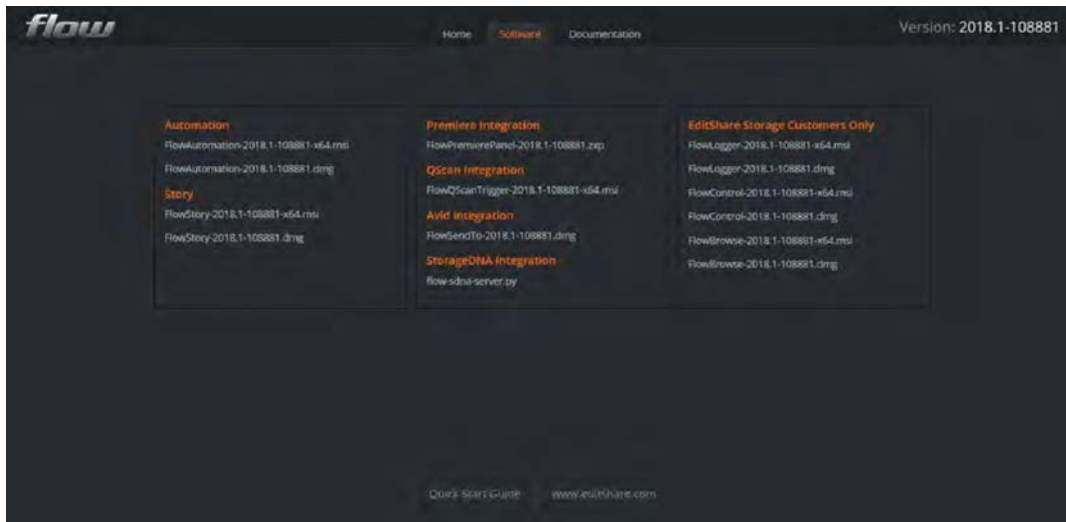 flow
Home Software Documentation
Version: 2018.1-108881
Automation
FlowAutomation-2018.1-108881-x64.msi
FlowAutomation-2018.1-108881.dmg
Story
FlowStory-2018.1-108881-x64.msi
FlowStory-2018.1-108881.dmg
Premiere Integration
FlowPremierePanel-2018.1-108881.zxp
QScan Integration
FlowQScanTrigger-2018.1-108881-x64.msi
Avid Integration
FlowSendTo-2018.1-108881.dmg
StorageDNA Integration
flow-sdna-server.py
EditShare Storage Customers Only
FlowLogger-2018.1-108881-x64.msi
FlowLogger-2018.1-108881.dmg
FlowControl-2018.1-108881-x64.msi
FlowControl-2018.1-108881.dmg
FlowBrowse-2018.1-108881-x64.msi
FlowBrowse-2018.1-108881.dmg
Quick Start Guide www.editshare.com